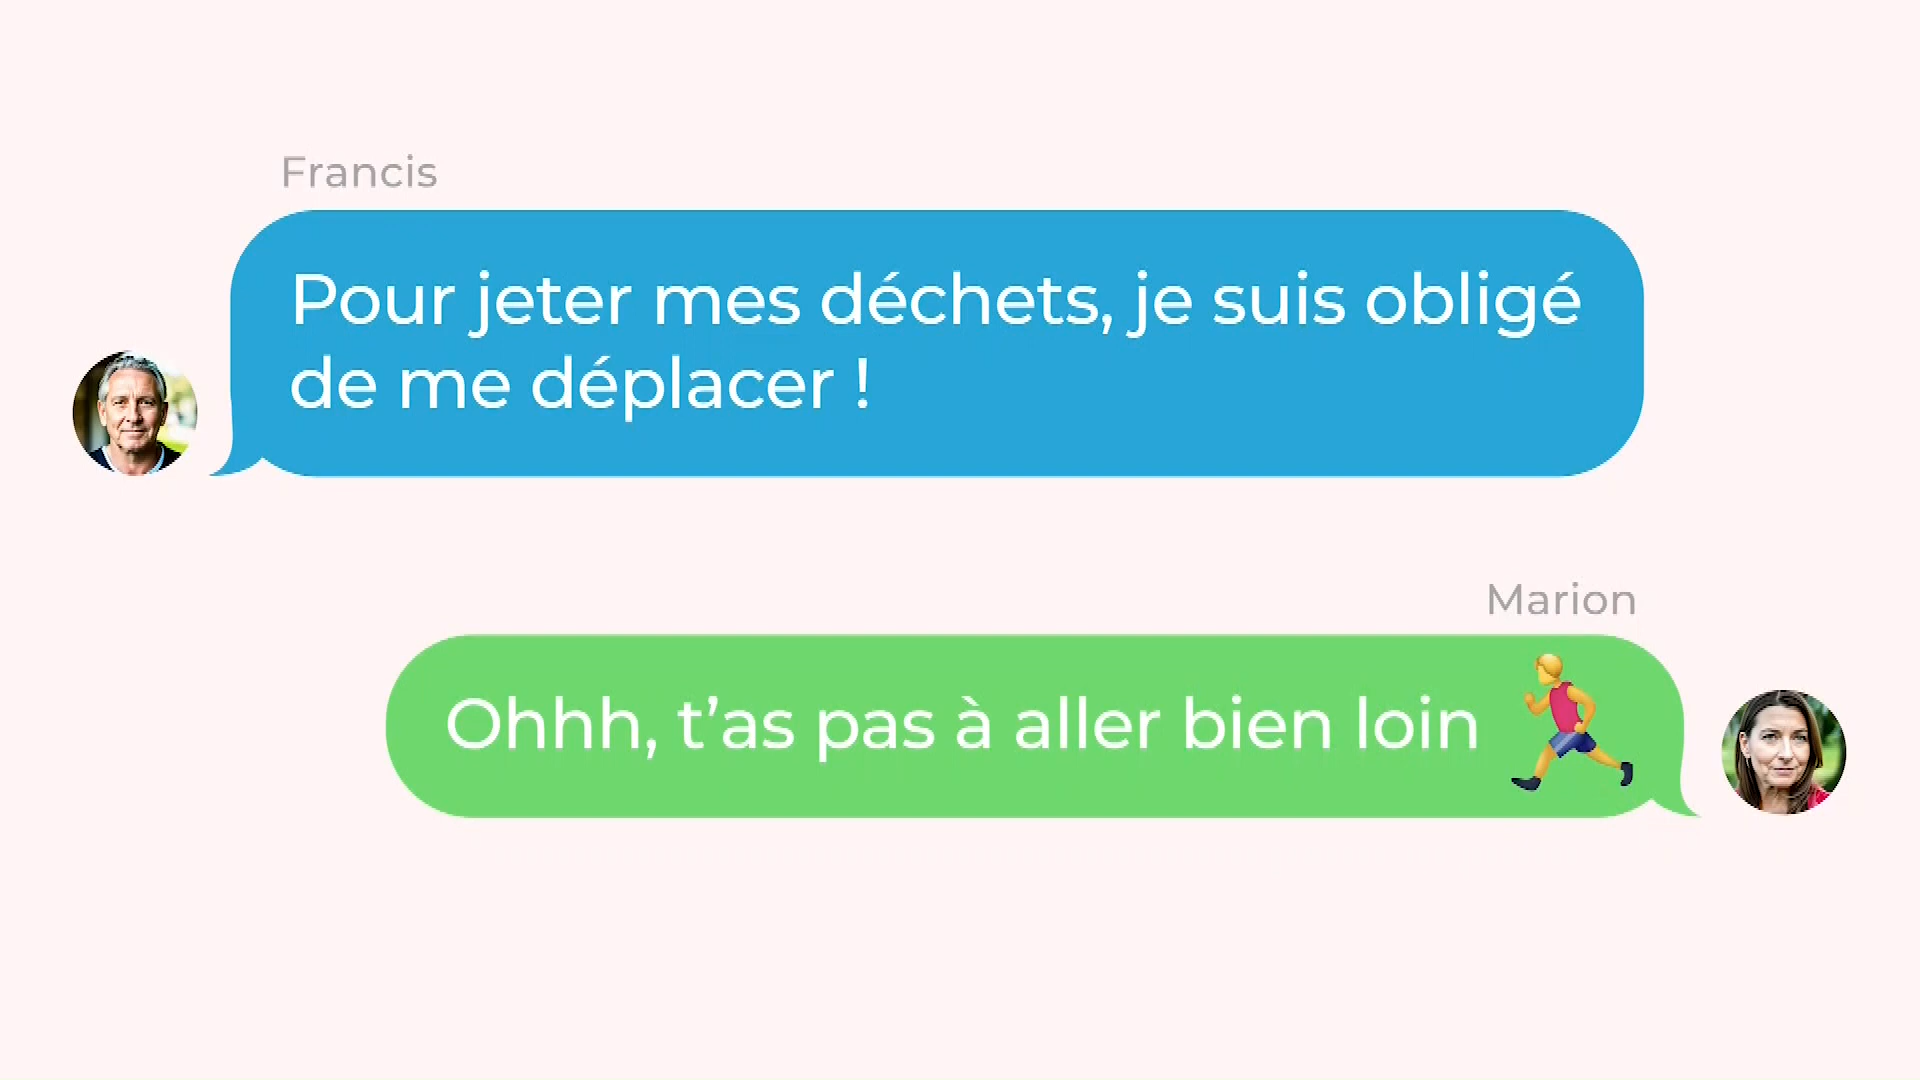 Francis
Pour jeter mes déchets, je suis obligé
de me déplacer !
Marion
Ohhh, t’as pas à aller bien loin